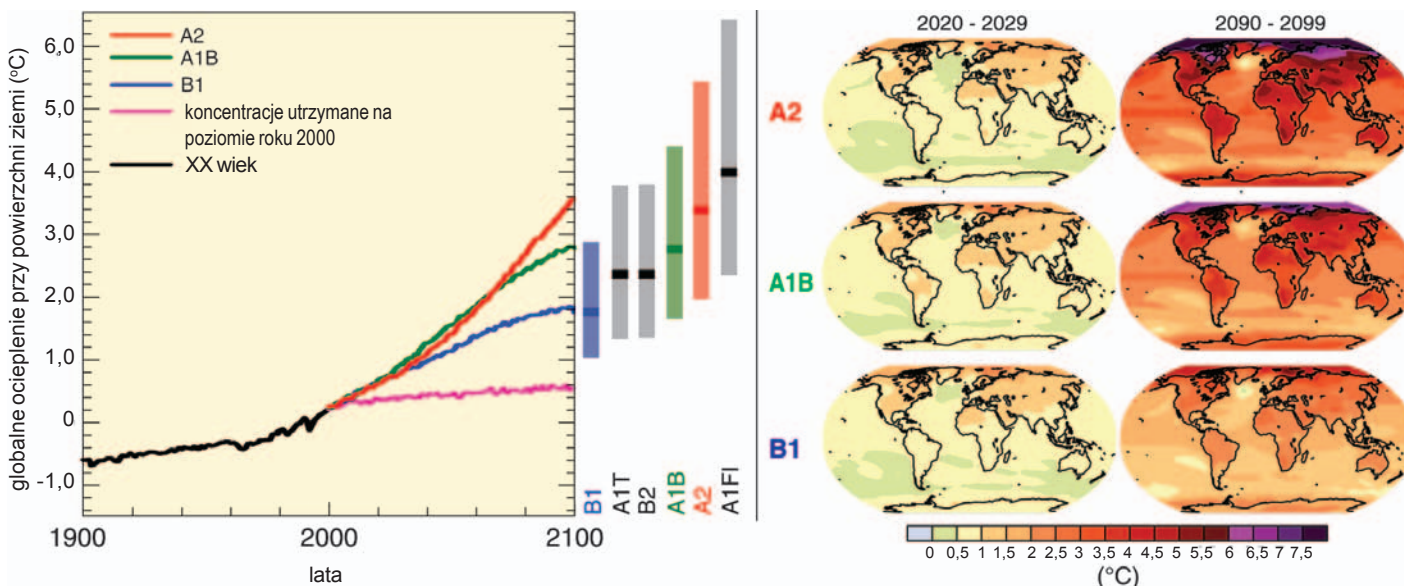 globalne ocieplenie przy powierzchni ziemi (°C)
6,0
5,0
4,0
3,0
2,0
1,0
0
-1,0
A2
A1B
B1
koncentracje utrzymane na
poziomie roku 2000
XX wiek
1900
2000
2100
lata
B1
A1T
B2
A1B
A2
A1FI
2020 - 2029
2090 - 2099
A2
A1B
B1
0 0,5 1 1,5 2 2,5 3 3,5 4 4,5 5 5,5 6 6,5 7 7,5
(°C)